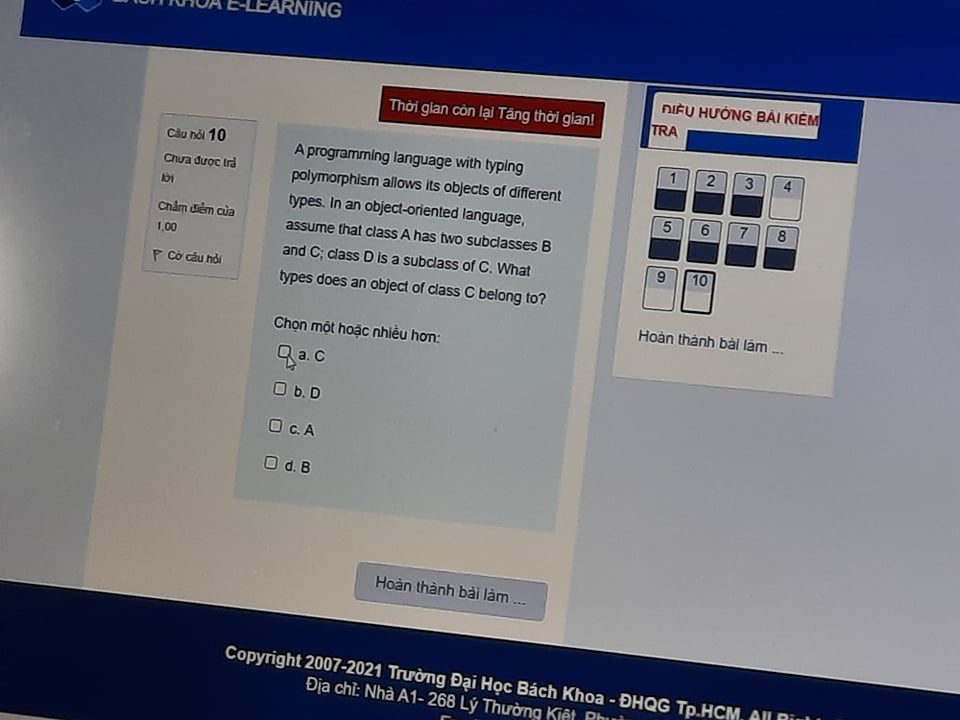 KHOA E-LEARNING
Thời gian còn lại Tăng thời gian!
Câu hỏi 10
Chưa được trả
lời
Chấm điểm của
1,00
Cờ câu hỏi
A programming language with typing
polymorphism allows its objects of different
types. In an object-oriented language,
assume that class A has two subclasses B
and C; class D is a subclass of C. What
types does an object of class C belong to?
Chọn một hoặc nhiều hơn:
a. C
b. D
c. A
d. B
ĐIỀU HƯỚNG BÀI KIỂM
TRA
1 2 3 4
5 6 7 8
9 10
Hoàn thành bài làm ...
Hoàn thành bài làm ...
Copyright 2007-2021 Trường Đại Học Bách Khoa - ĐHQG Tp.HCM. All
Địa chỉ: Nhà A1- 268 Lý Thường Kiệt,